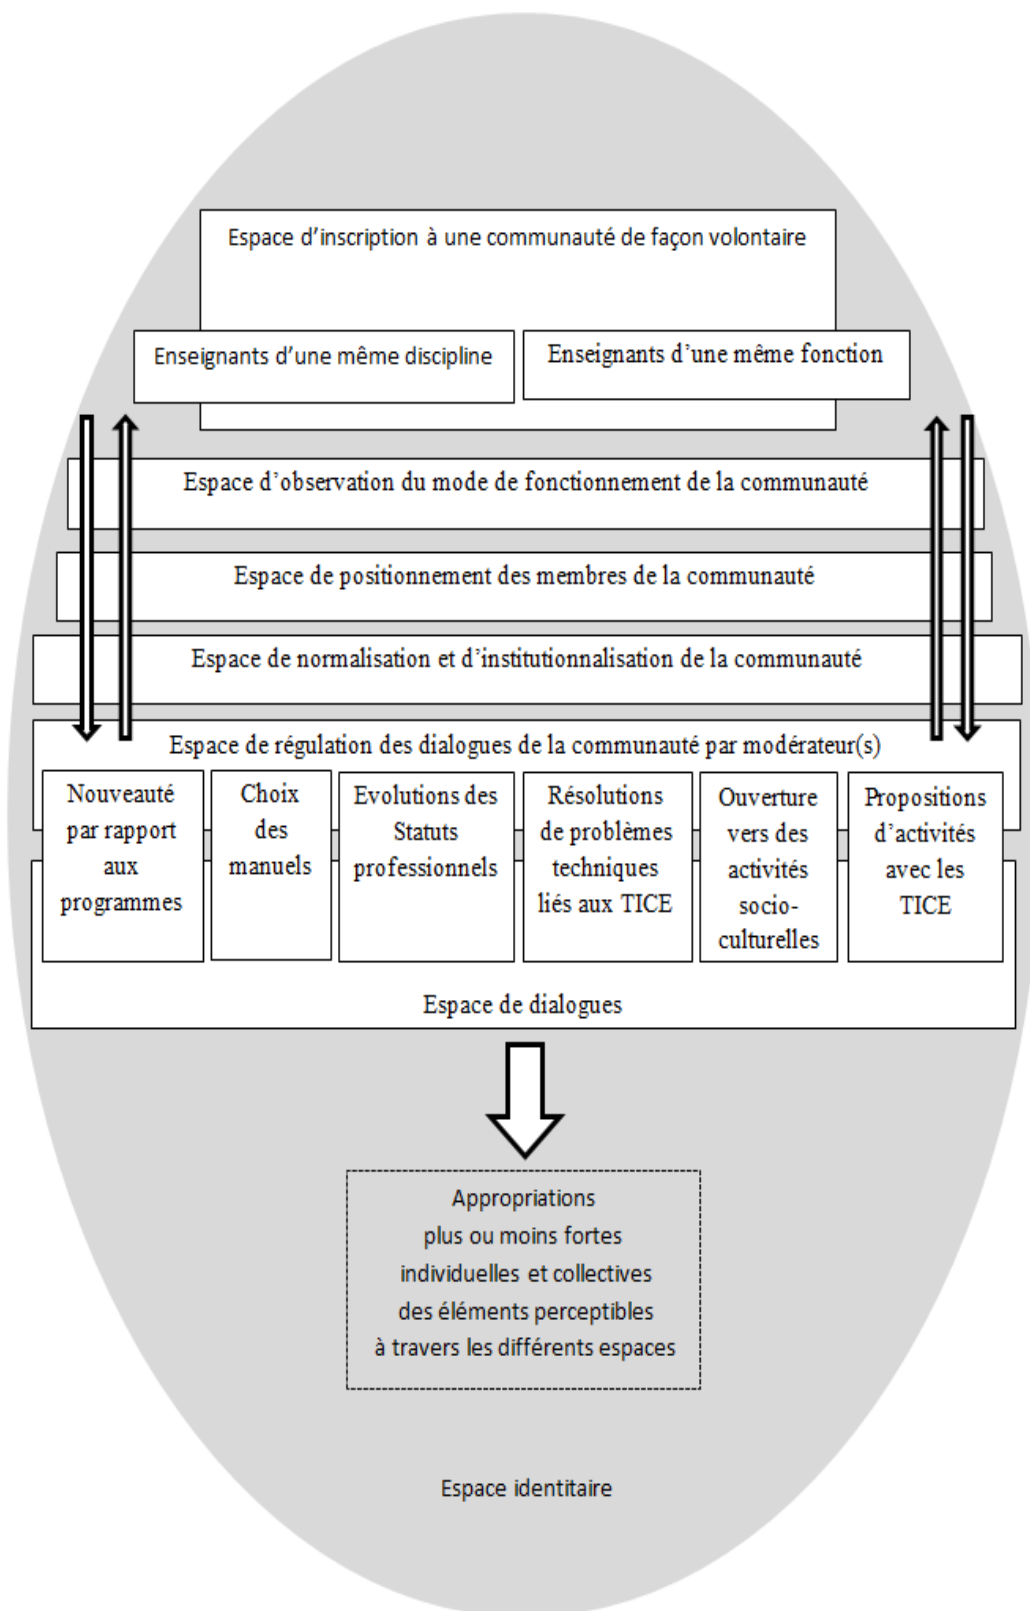 Espace d'inscription à une communauté de façon volontaire
Enseignants d'une même discipline
Enseignants d'une même fonction
Espace d'observation du mode de fonctionnement de la communauté
Espace de positionnement des membres de la communauté
Espace de normalisation et d'institutionnalisation de la communauté
Espace de régulation des dialogues de la communauté par modérateur(s)
Nouveauté
par rapport
aux
programmes
Choix
des
manuels
Evolutions des
Statuts
professionnels
Résolutions
de problèmes
techniques
liés aux TICE
Ouverture
vers des
activités
socio-
culturelles
Propositions
d'activités
avec les
TICE
Espace de dialogues
Appropriations
plus ou moins fortes
individuelles et collectives
des éléments perceptibles
à travers les différents espaces
Espace identitaire